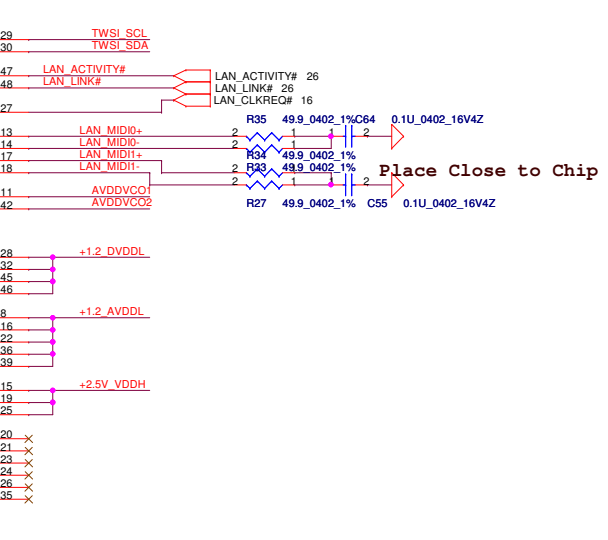 29 TWSI_SCL
30 TWSI_SDA
47 LAN_ACTIVITY# LAN_ACTIVITY# 26
48 LAN_LINK# LAN_LINK# 26
27 LAN_CLKREQ# 16
R35 49.9_0402_1% C64 0.1U_0402_16V4Z
13 LAN_MIDI0+ 2 1 1 2
14 LAN_MIDI0- 2 1
R34 49.9_0402_1%
17 LAN_MIDI1+
R33 49.9_0402_1%
Place Close to Chip
18 LAN_MIDI1- 2 1
2 1 1 2
11 AVDDVCO1
42 AVDDVCO2
R27 49.9_0402_1% C55 0.1U_0402_16V4Z
28 +1.2_DVDDL
32
45
46
8 +1.2_AVDDL
16
22
36
39
15 +2.5V_VDDH
19
25
20
21
23
24
26
35